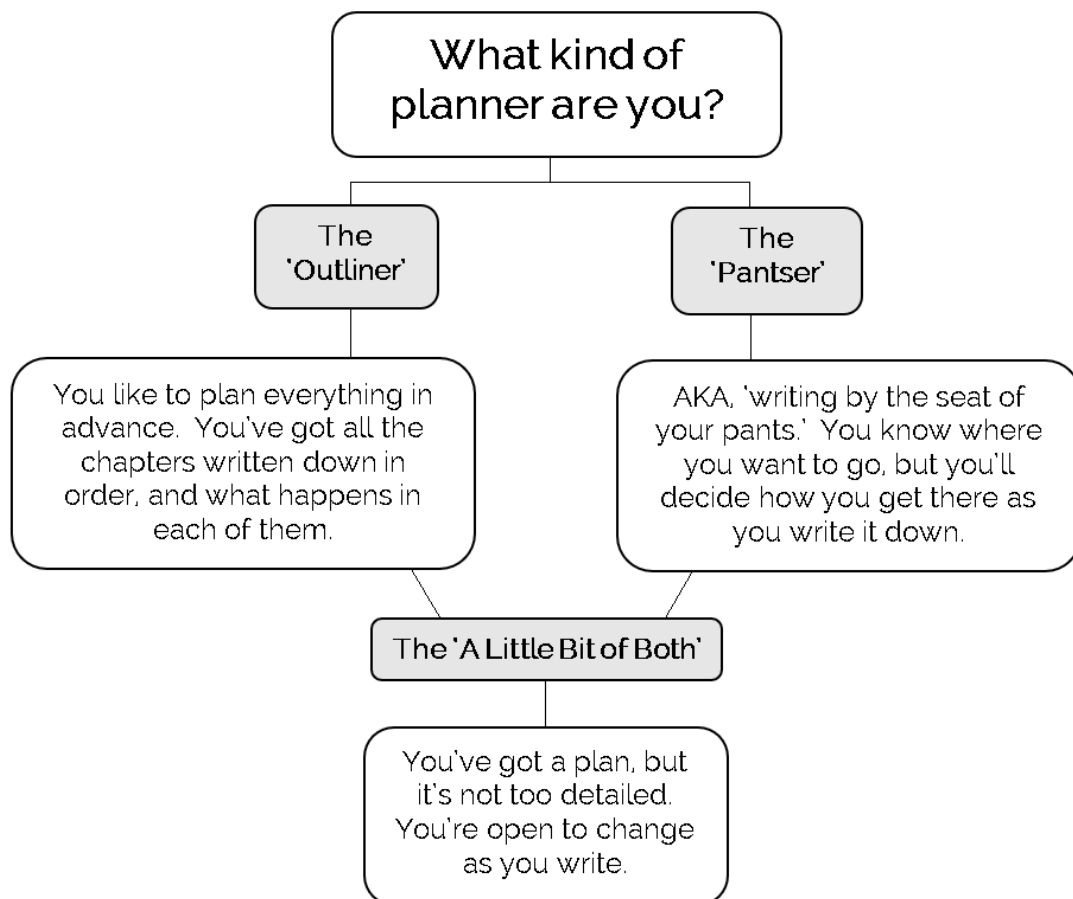 What kind of
planner are you?
The
'Outliner'
The
'Pantser'
You like to plan everything in
advance.  You've got all the
chapters written down in
order, and what happens in
each of them.
AKA, 'writing by the seat of
your pants.'  You know where
you want to go, but you'll
decide how you get there as
you write it down.
The 'A Little Bit of Both'
You've got a plan, but
it's not too detailed.
You're open to change
as you write.